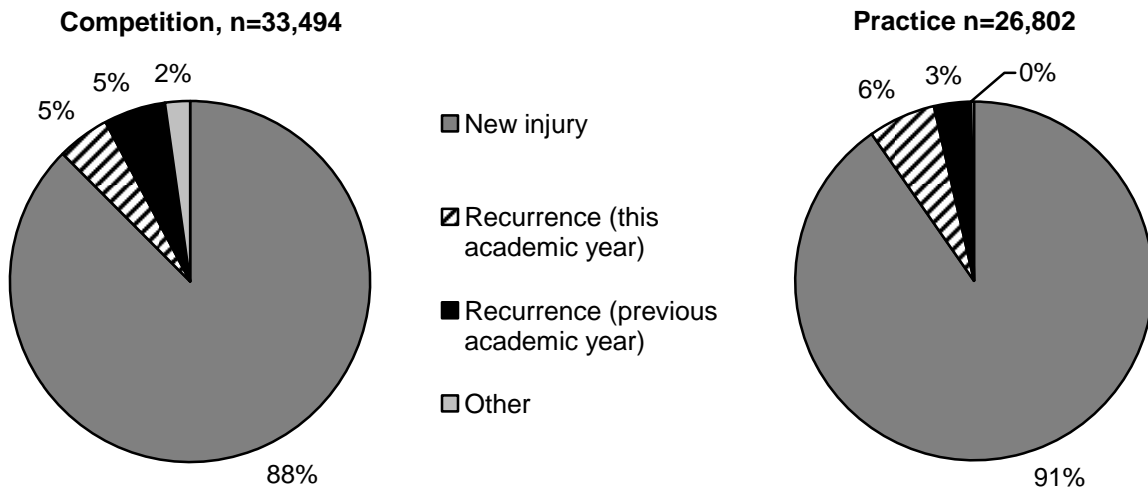 Competition, n=33,494
5%
5%
2%
88%
New injury
Recurrence (this
academic year)
Recurrence (previous
academic year)
Other
Practice n=26,802
6%
3%
0%
91%